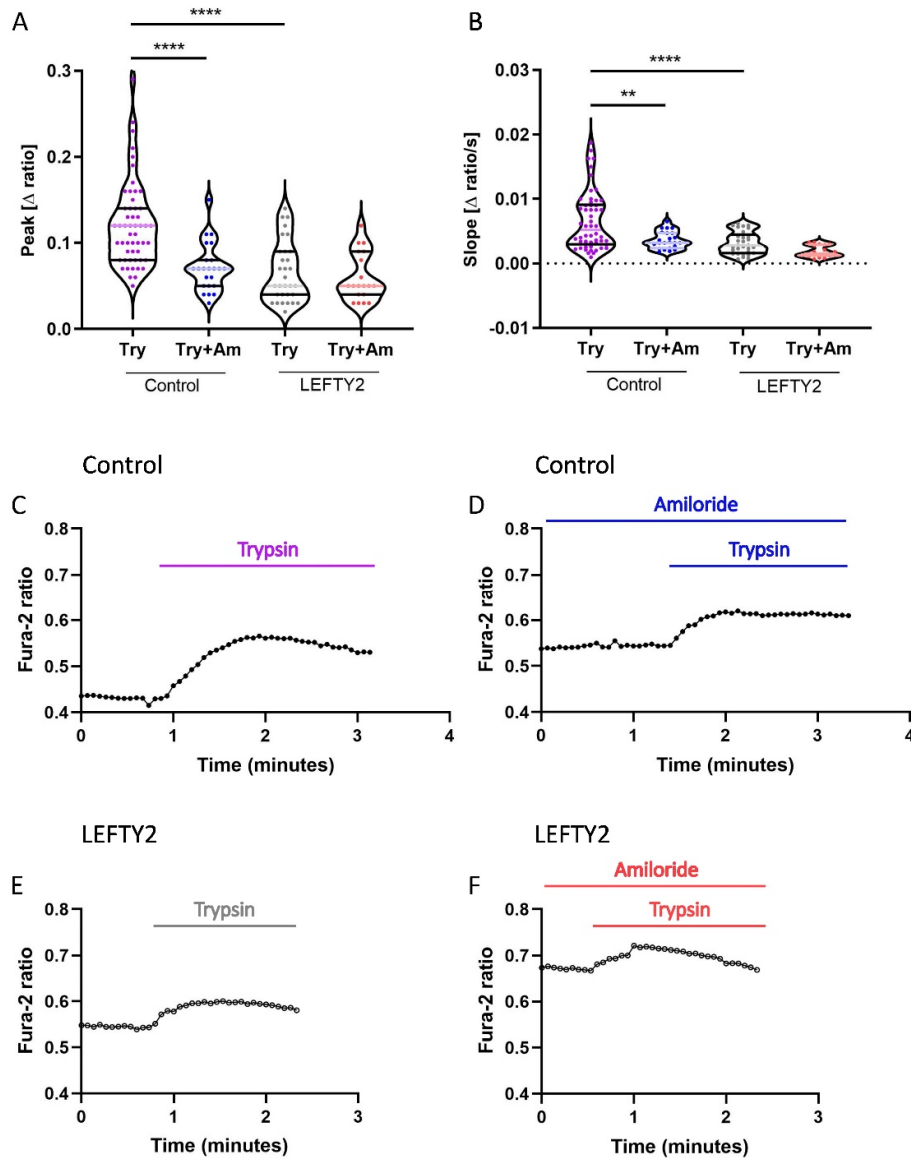 A
****
****
Peak [Δ ratio]
0.3
0.2
0.1
0.0
Try Try+Am Try Try+Am
Control LEFTY2
B
****
**
Slope [Δ ratio/s]
0.03
0.02
0.01
0.00
-0.01
Try Try+Am Try Try+Am
Control LEFTY2
Control
C
Trypsin
Fura-2 ratio
0.8
0.7
0.6
0.5
0.4
0 1 2 3 4
Time (minutes)
Control
D
Amiloride
Trypsin
Fura-2 ratio
0.8
0.7
0.6
0.5
0.4
0 1 2 3 4
Time (minutes)
LEFTY2
E
Trypsin
Fura-2 ratio
0.8
0.7
0.6
0.5
0.4
0 1 2 3
Time (minutes)
LEFTY2
F
Amiloride
Trypsin
Fura-2 ratio
0.8
0.7
0.6
0.5
0.4
0 1 2 3
Time (minutes)